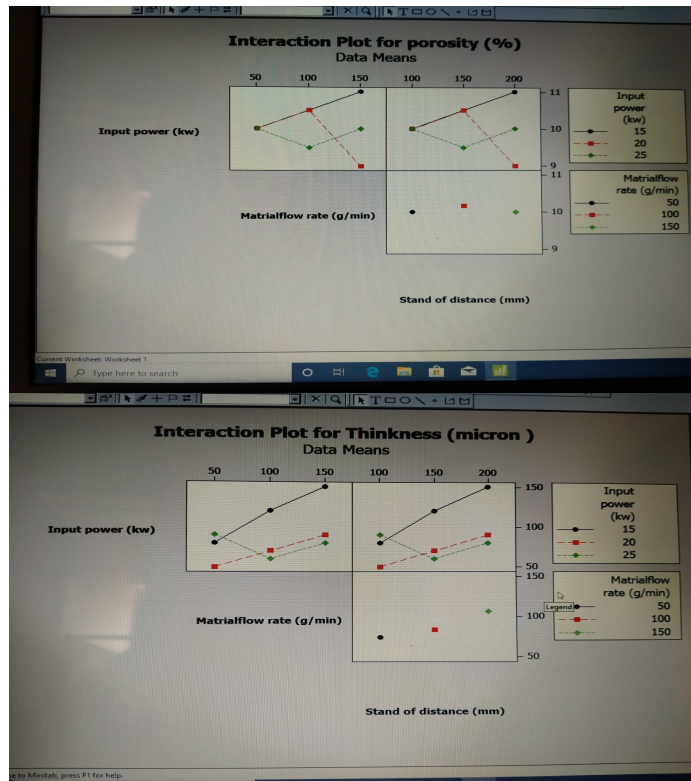 Interaction Plot for porosity (%)
Data Means
50 100 150 100 150 200
11
10
9
Input power (kw)
Input
power
(kw)
15
20
25
11
10
9
Matrialflow rate (g/min)
Matrialflow
rate (g/min)
50
100
150
Stand of distance (mm)
Current Worksheet: Worksheet 1
Type here to search
Interaction Plot for Thinkness (micron )
Data Means
50 100 150 100 150 200
150
100
50
Input power (kw)
Input
power
(kw)
15
20
25
150
100
50
Matrialflow rate (g/min)
Matrialflow
rate (g/min)
Legend
50
100
150
Stand of distance (mm)
to Minitab, press F1 for help.